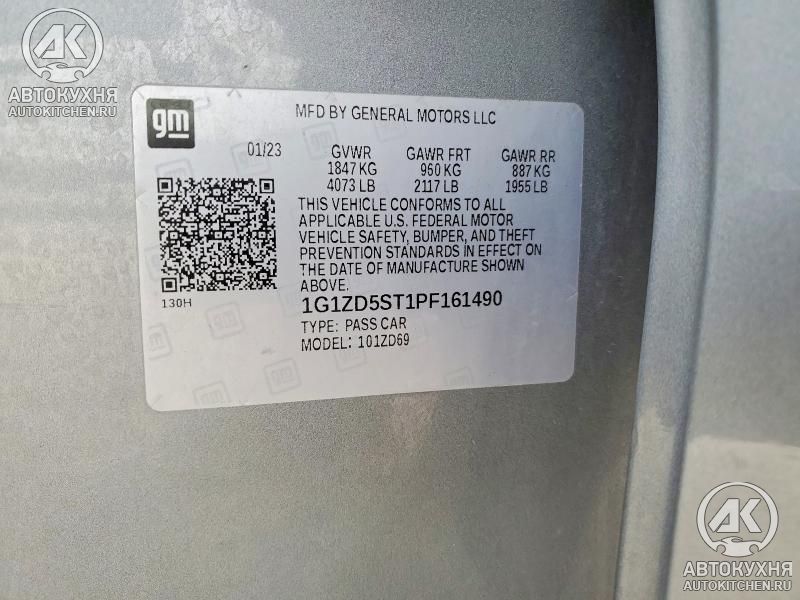 AK
АВТОКУХНЯ
AUTOKITCHEN.RU
gm
MFD BY GENERAL MOTORS LLC
01/23
GVWR GAWR FRT GAWR RR
1847 KG 960 KG 887 KG
4073 LB 2117 LB 1955 LB
THIS VEHICLE CONFORMS TO ALL
APPLICABLE U.S. FEDERAL MOTOR
VEHICLE SAFETY, BUMPER, AND THEFT
PREVENTION STANDARDS IN EFFECT ON
THE DATE OF MANUFACTURE SHOWN
ABOVE.
130H
1G1ZD5ST1PF161490
TYPE: PASS CAR
MODEL: 101ZD69
AK
АВТОКУХНЯ
AUTOKITCHEN.RU